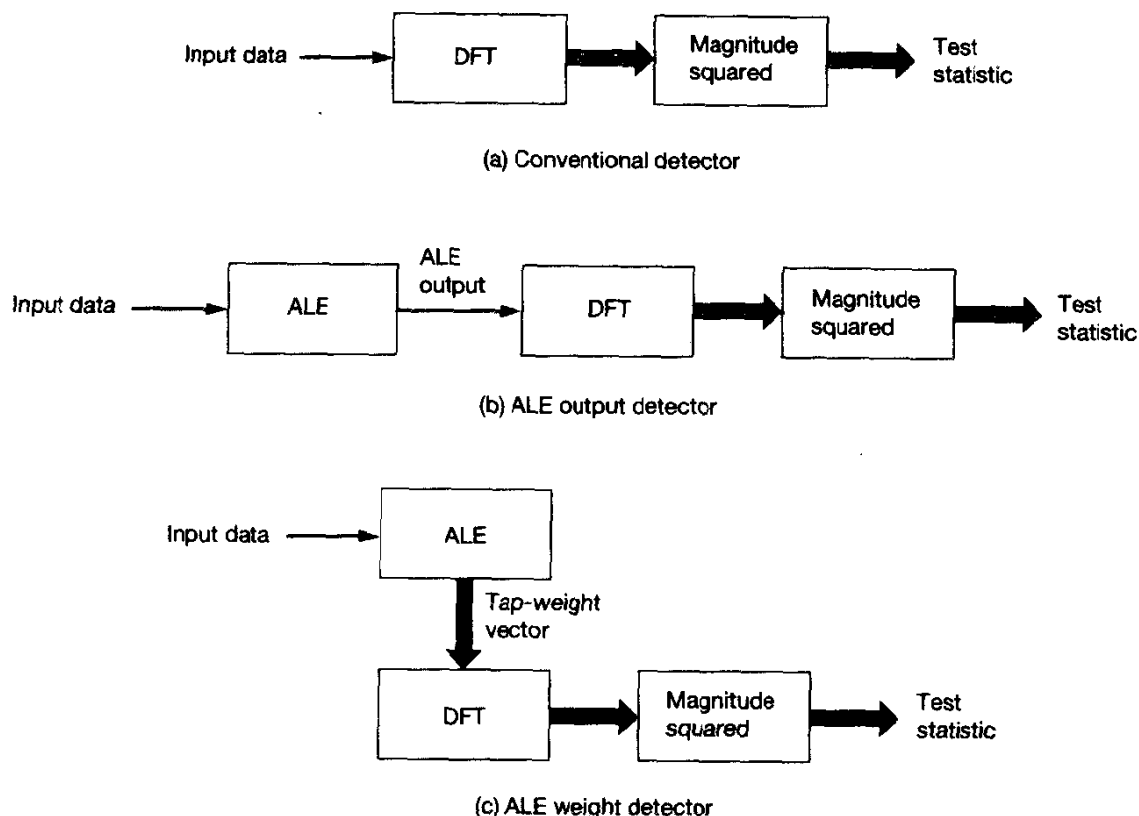 Input data
DFT
Magnitude
squared
Test
statistic
(a) Conventional detector
Input data
ALE
ALE
output
DFT
Magnitude
squared
Test
statistic
(b) ALE output detector
Input data
ALE
Tap-weight
vector
DFT
Magnitude
squared
Test
statistic
(c) ALE weight detector